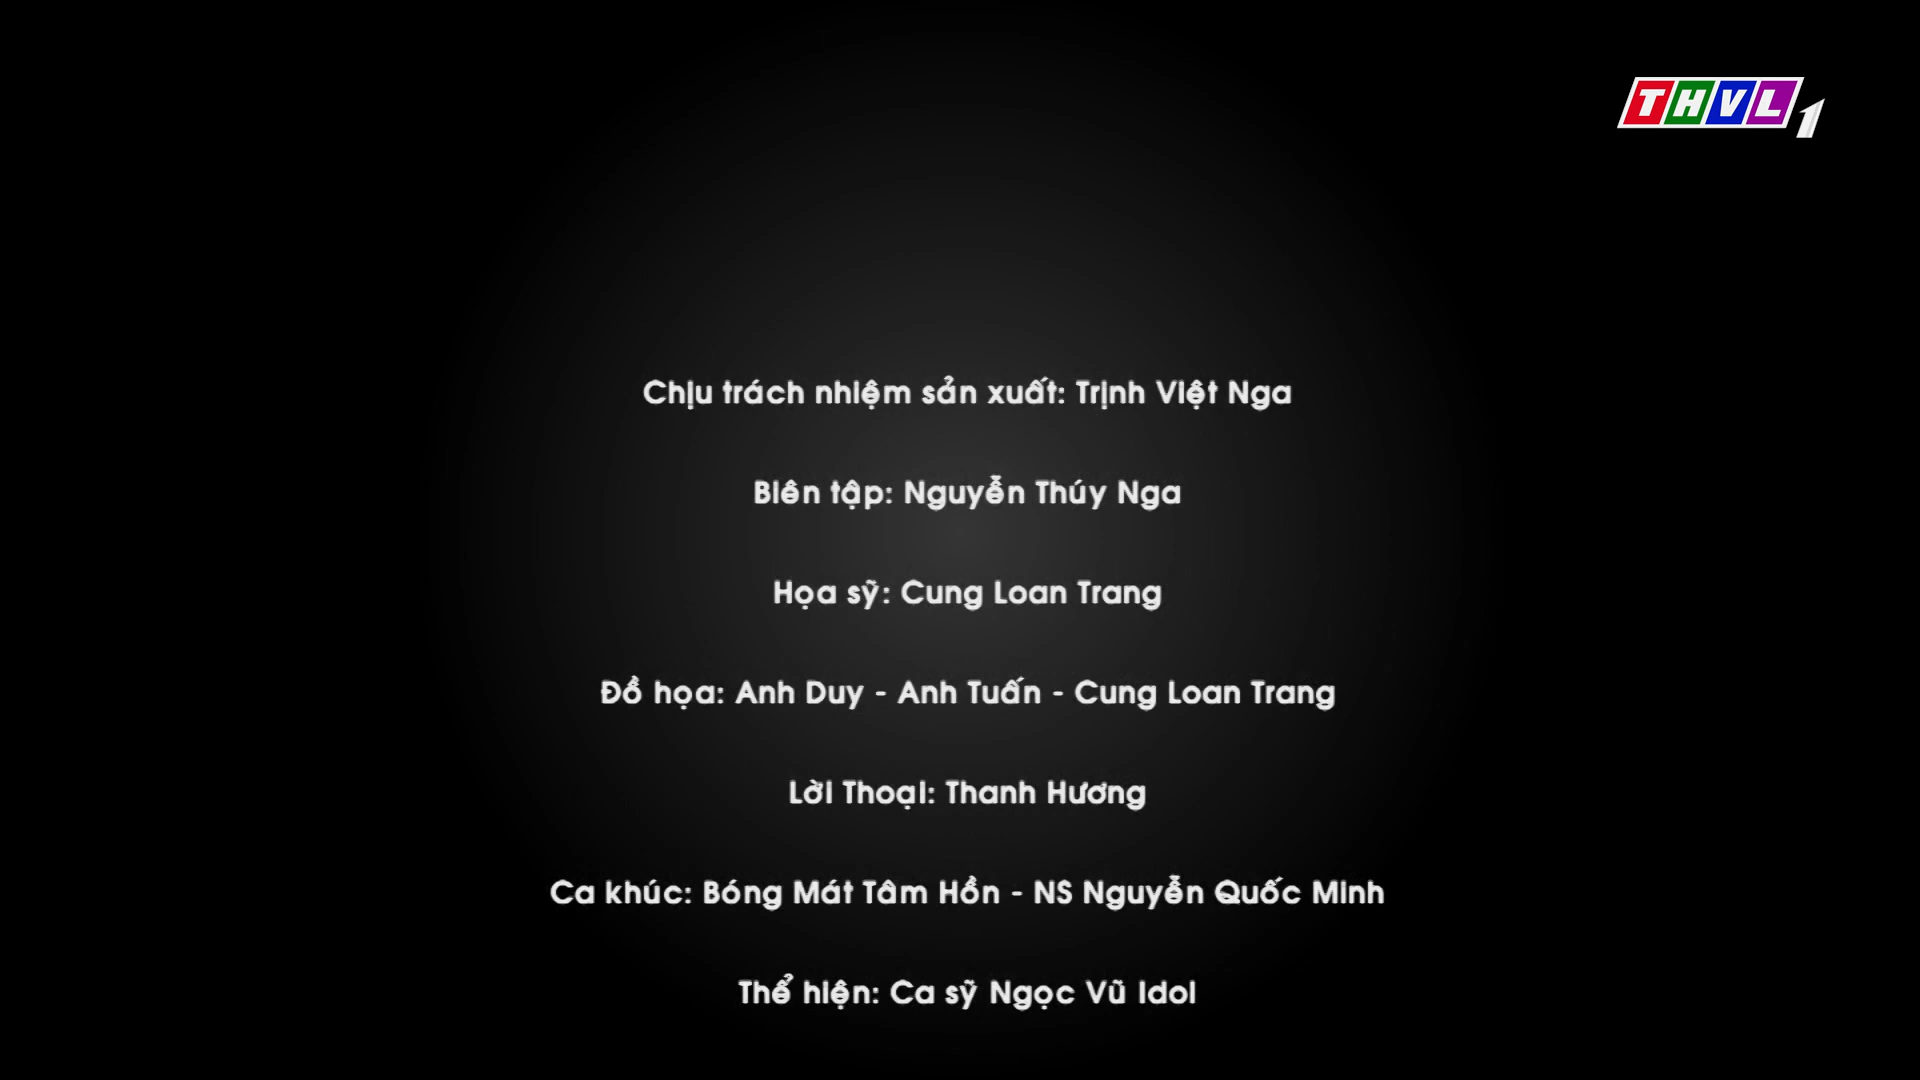 THVL1
Chịu trách nhiệm sản xuất: Trịnh Việt Nga
Biên tập: Nguyễn Thúy Nga
Họa sỹ: Cung Loan Trang
Đồ họa: Anh Duy - Anh Tuấn - Cung Loan Trang
Lời Thoại: Thanh Hương
Ca khúc: Bóng Mát Tâm Hồn - NS Nguyễn Quốc Minh
Thể hiện: Ca sỹ Ngọc Vũ Idol